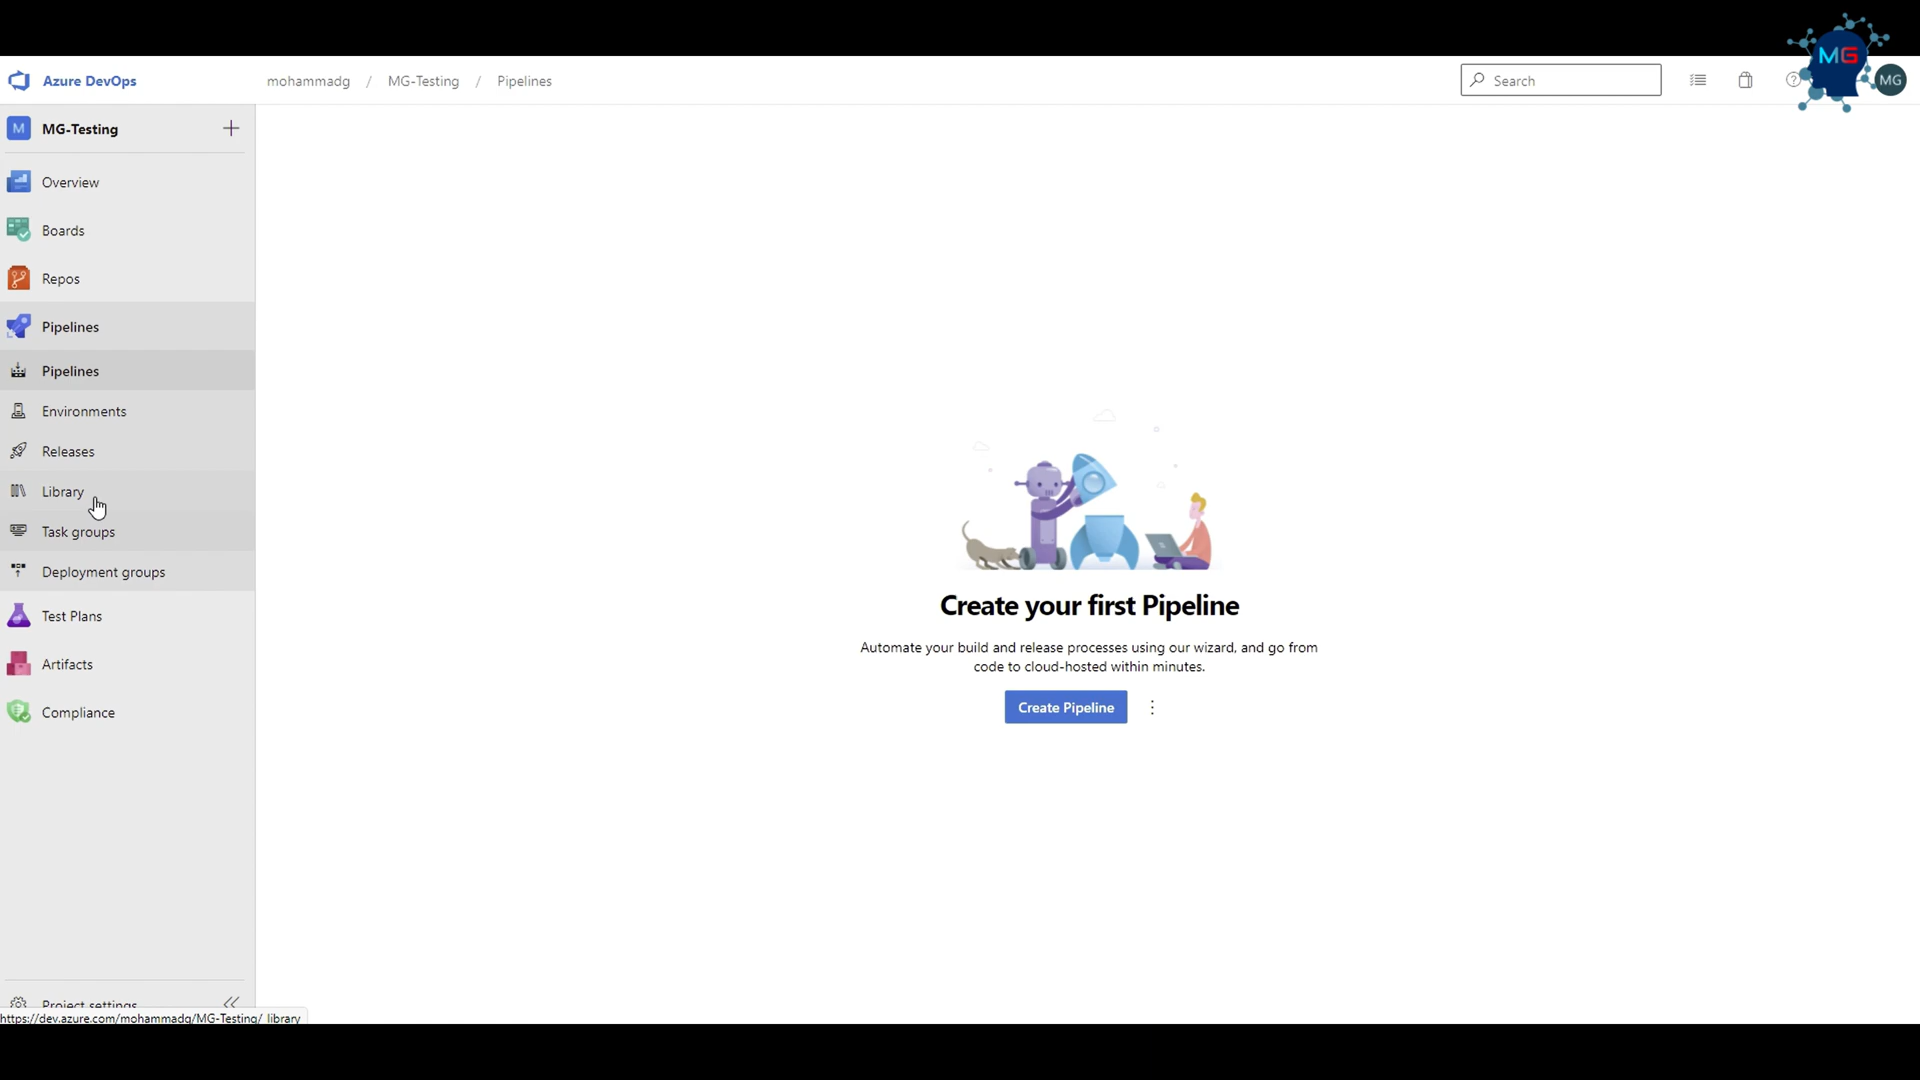 Azure DevOps
mohammadg / MG-Testing / Pipelines
Search
MG
MG
M MG-Testing
Overview
Boards
Repos
Pipelines
Pipelines
Environments
Releases
Library
Task groups
Deployment groups
Test Plans
Artifacts
Compliance
Create your first Pipeline
Automate your build and release processes using our wizard, and go from
code to cloud-hosted within minutes.
Create Pipeline
Project settings
https://dev.azure.com/mohammadg/MG-Testing/_library